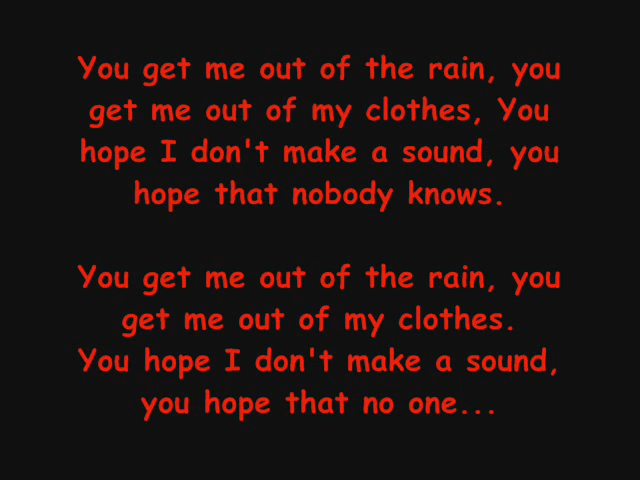 You get me out of the rain, you
get me out of my clothes, You
hope I don't make a sound, you
hope that nobody knows.
You get me out of the rain, you
get me out of my clothes.
You hope I don't make a sound,
you hope that no one...